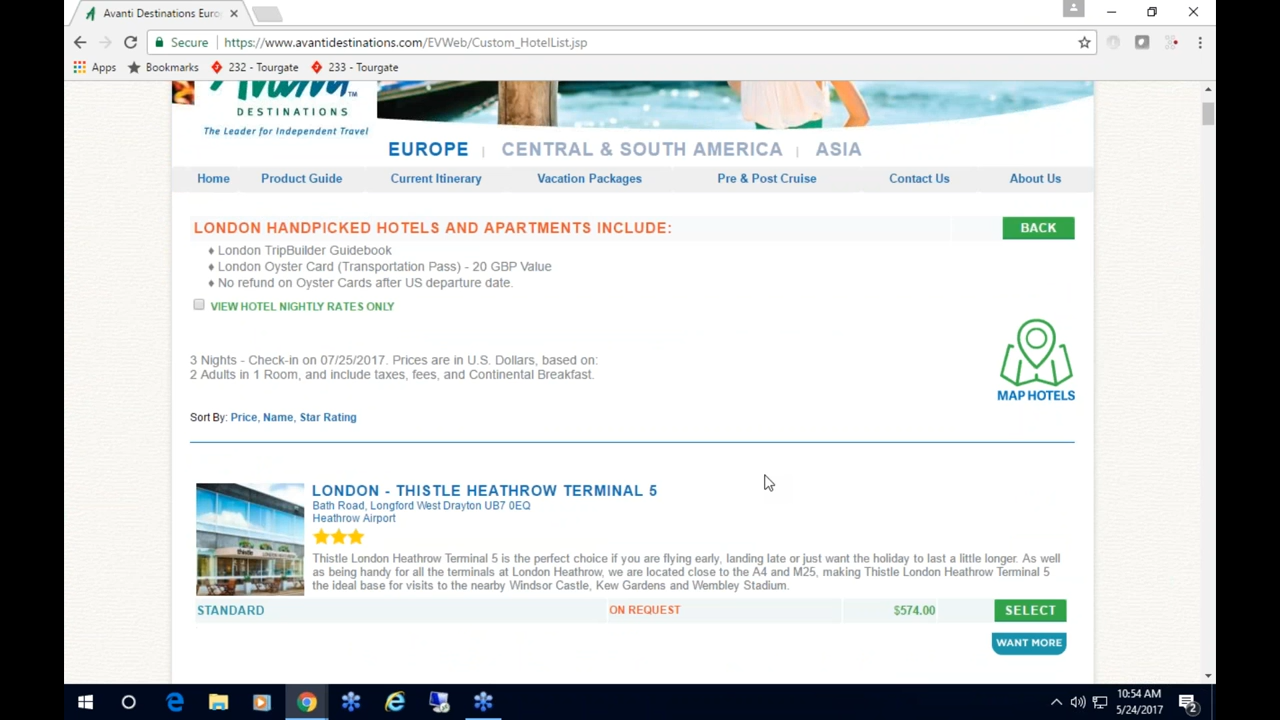 Avanti Destinations Euro
Secure
https://www.avantidestinations.com/EVWeb/Custom_HotelList.jsp
Apps
Bookmarks
232 - Tourgate
233 - Tourgate
Avanti TM
DESTINATIONS
The Leader for Independent Travel
EUROPE | CENTRAL & SOUTH AMERICA | ASIA
Home Product Guide Current Itinerary Vacation Packages Pre & Post Cruise Contact Us About Us
LONDON HANDPICKED HOTELS AND APARTMENTS INCLUDE:
BACK
♦ London TripBuilder Guidebook
♦ London Oyster Card (Transportation Pass) - 20 GBP Value
♦ No refund on Oyster Cards after US departure date.
VIEW HOTEL NIGHTLY RATES ONLY
3 Nights - Check-in on 07/25/2017. Prices are in U.S. Dollars, based on:
2 Adults in 1 Room, and include taxes, fees, and Continental Breakfast.
MAP HOTELS
Sort By: Price, Name, Star Rating
LONDON - THISTLE HEATHROW TERMINAL 5
Bath Road, Longford West Drayton UB7 0EQ
Heathrow Airport
thistle
Thistle London Heathrow Terminal 5 is the perfect choice if you are flying early, landing late or just want the holiday to last a little longer. As well
as being handy for all the terminals at London Heathrow, we are located close to the A4 and M25, making Thistle London Heathrow Terminal 5
the ideal base for visits to the nearby Windsor Castle, Kew Gardens and Wembley Stadium.
STANDARD ON REQUEST $574.00 SELECT
WANT MORE
10:54 AM
5/24/2017
2